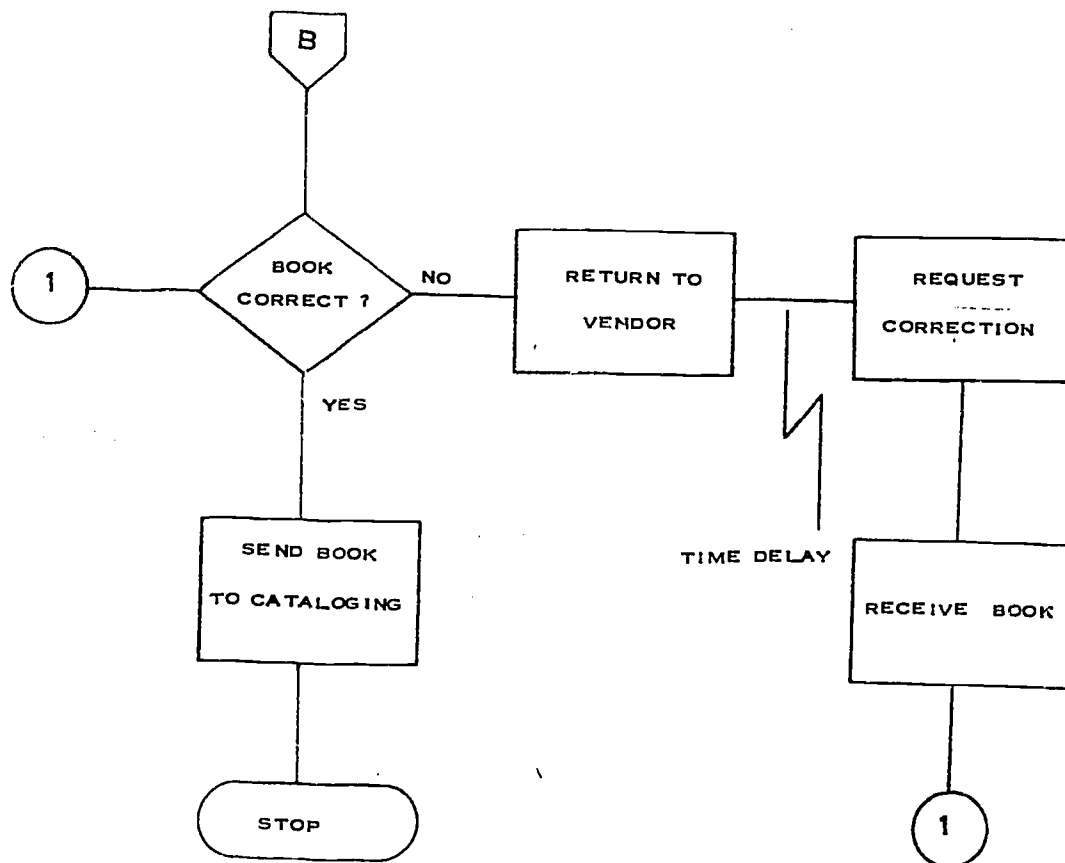 B
1
BOOK
CORRECT ?
NO
YES
RETURN TO
VENDOR
REQUEST
CORRECTION
TIME DELAY
SEND BOOK
TO CATALOGING
RECEIVE BOOK
STOP
1